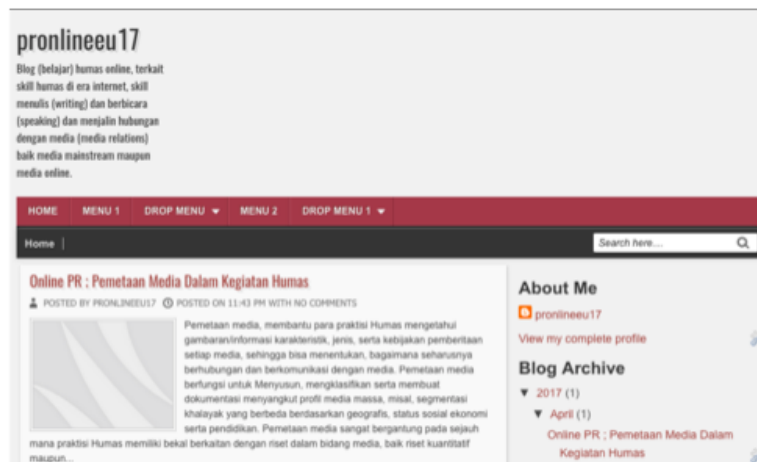 pronlineeu17
Blog (belajar) humas online, terkait
skill humas di era internet, skill
menulis (writing) dan berbicara
(speaking) dan menjalin hubungan
dengan media (media relations)
baik media mainstream maupun
media online.
HOME MENU 1 DROP MENU MENU 2 DROP MENU 1
Home
Search here....
Online PR ; Pemetaan Media Dalam Kegiatan Humas
POSTED BY PRONLINEEU17 POSTED ON 11:43 PM WITH NO COMMENTS
Pemetaan media, membantu para praktisi Humas mengetahui
gambaran/informasi karakteristik, jenis, serta kebijakan pemberitaan
setiap media, sehingga bisa menentukan, bagaimana seharusnya
berhubungan dan berkomunikasi dengan media. Pemetaan media
berfungsi untuk Menyusun, mengklasifikan serta membuat
dokumentasi menyangkut profil media massa, misal, segmentasi
khalayak yang berbeda berdasarkan geografis, status sosial ekonomi
serta pendidikan. Pemetaan media sangat bergantung pada sejauh
mana praktisi Humas memiliki bekal berkaitan dengan riset dalam bidang media, baik riset kuantitatif
maupun...
About Me
pronlineeu17
View my complete profile
Blog Archive
▼ 2017 (1)
▼ April (1)
Online PR ; Pemetaan Media Dalam
Kegiatan Humas